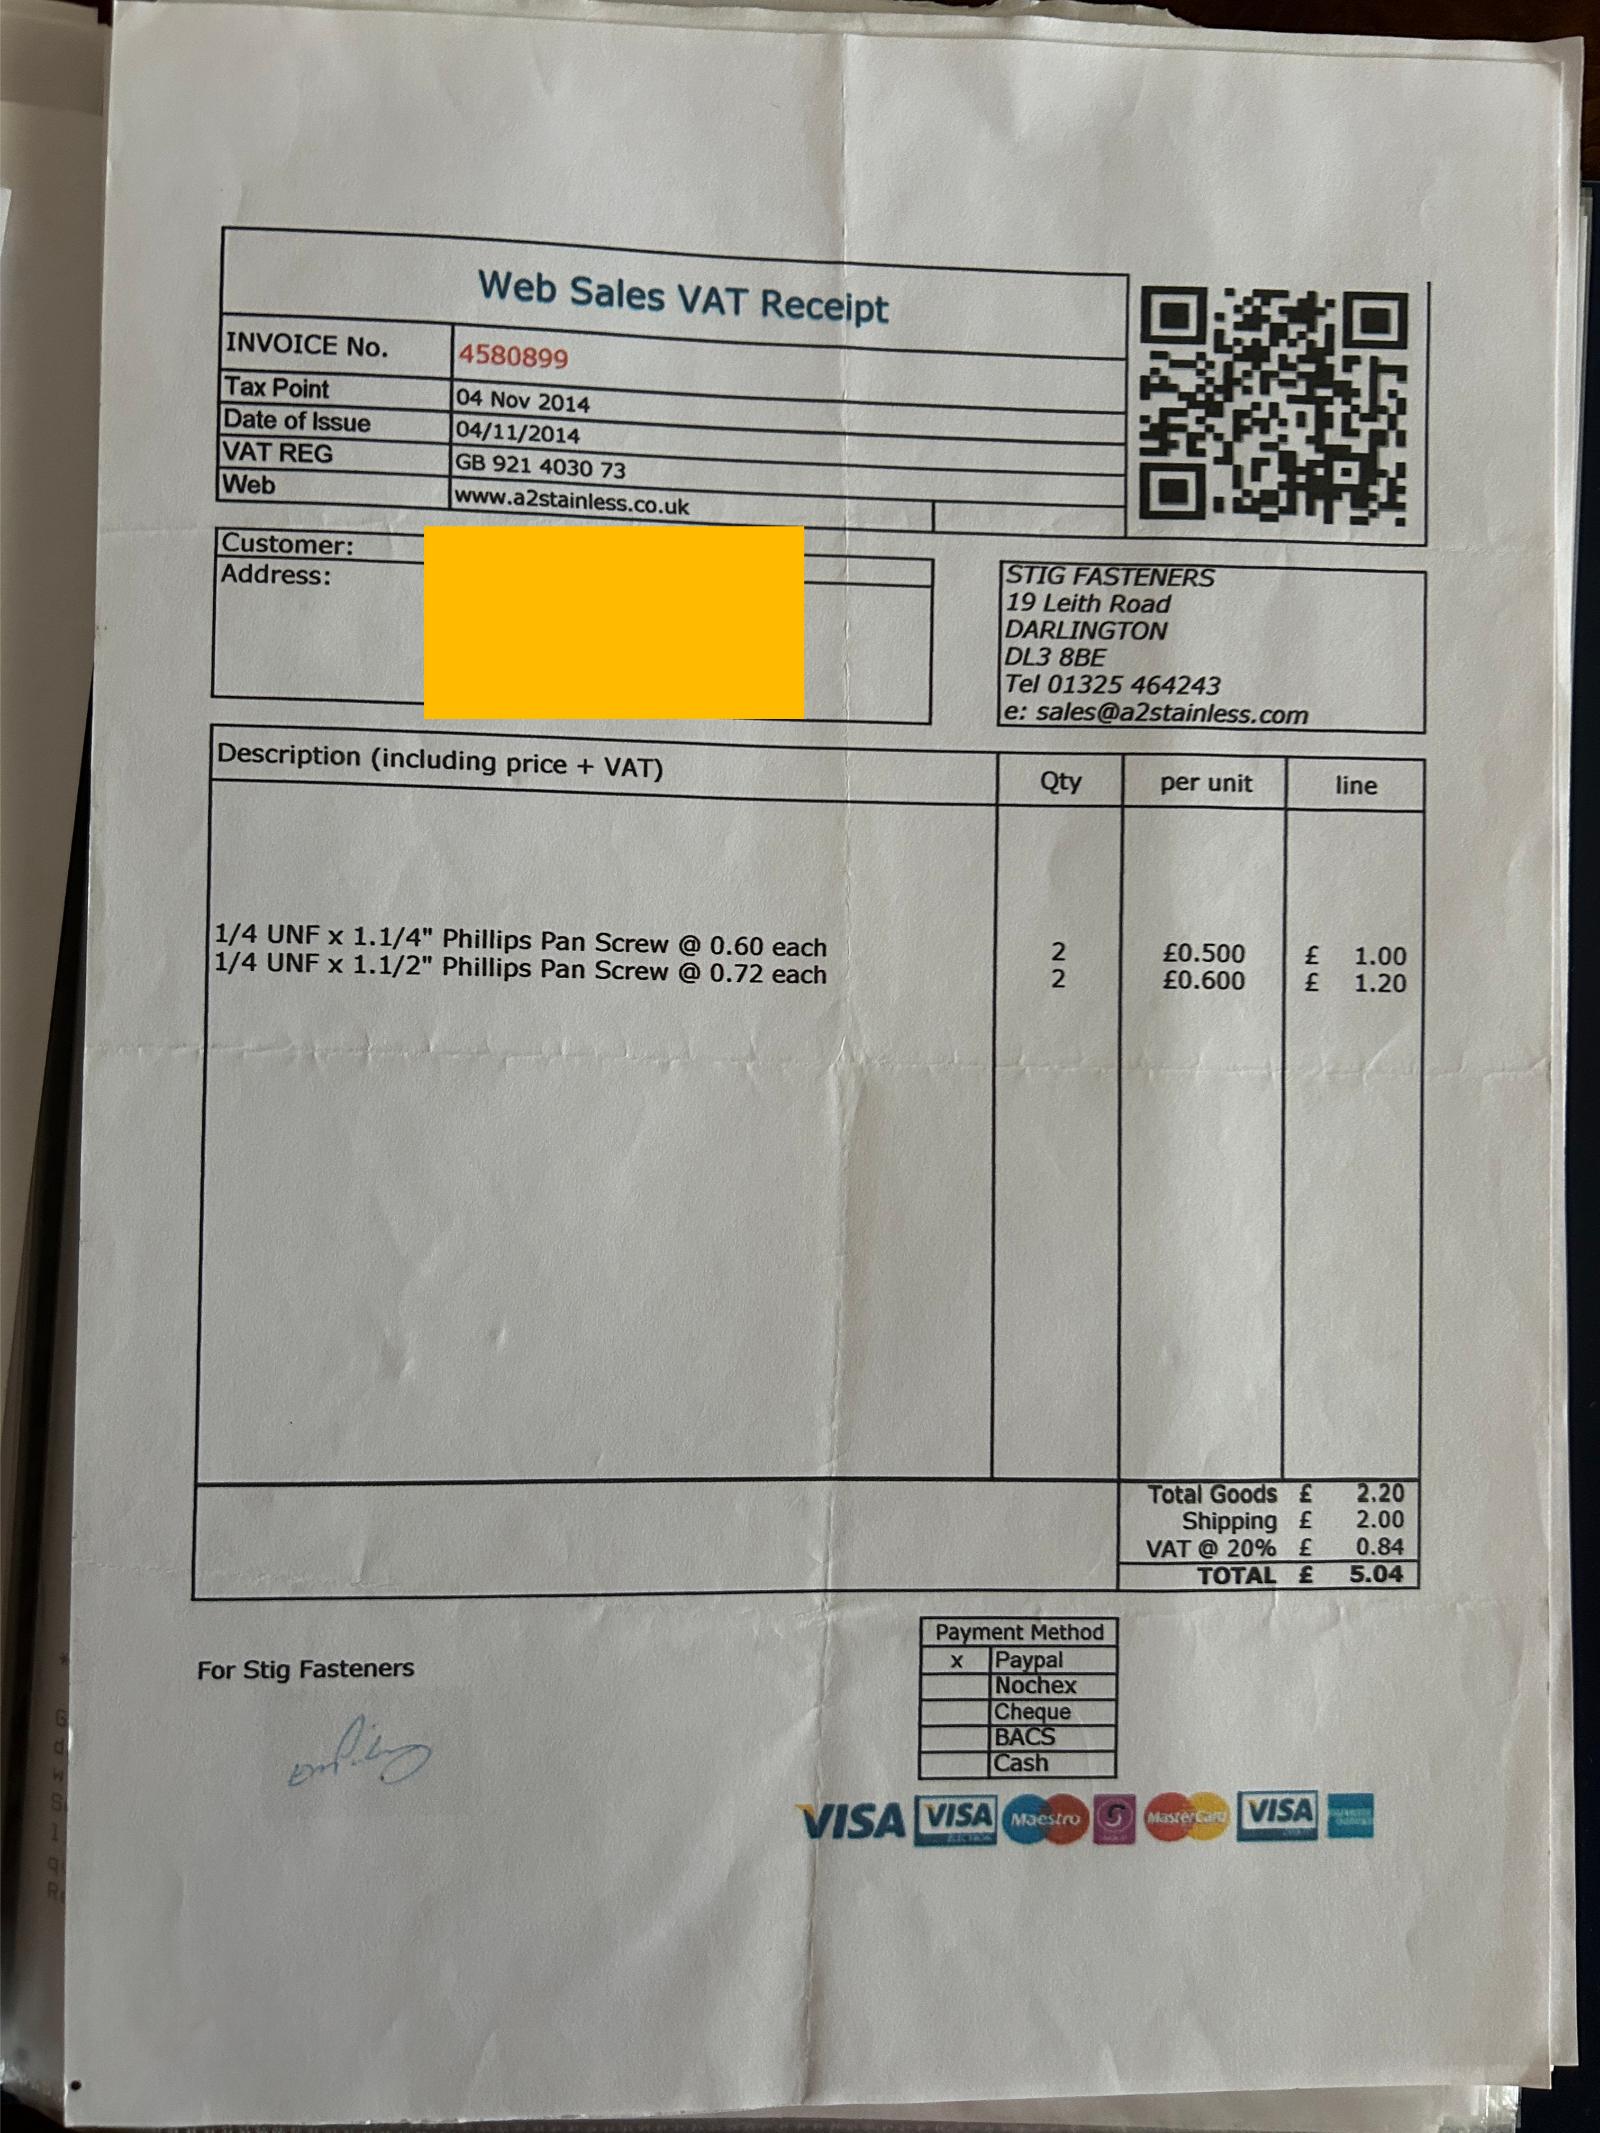 Web Sales VAT Receipt
INVOICE No. 4580899
Tax Point 04 Nov 2014
Date of Issue 04/11/2014
VAT REG GB 921 4030 73
Web www.a2stainless.co.uk
Customer:
Address:
STIG FASTENERS
19 Leith Road
DARLINGTON
DL3 8BE
Tel 01325 464243
e: sales@a2stainless.com
Description (including price + VAT) Qty per unit line
1/4 UNF x 1.1/4" Phillips Pan Screw @ 0.60 each 2 £0.500 £ 1.00
1/4 UNF x 1.1/2" Phillips Pan Screw @ 0.72 each 2 £0.600 £ 1.20
Total Goods £ 2.20
Shipping £ 2.00
VAT @ 20% £ 0.84
TOTAL £ 5.04
Payment Method
x Paypal
Nochex
Cheque
BACS
Cash
For Stig Fasteners
VISA VISA Maestro S MasterCard VISA